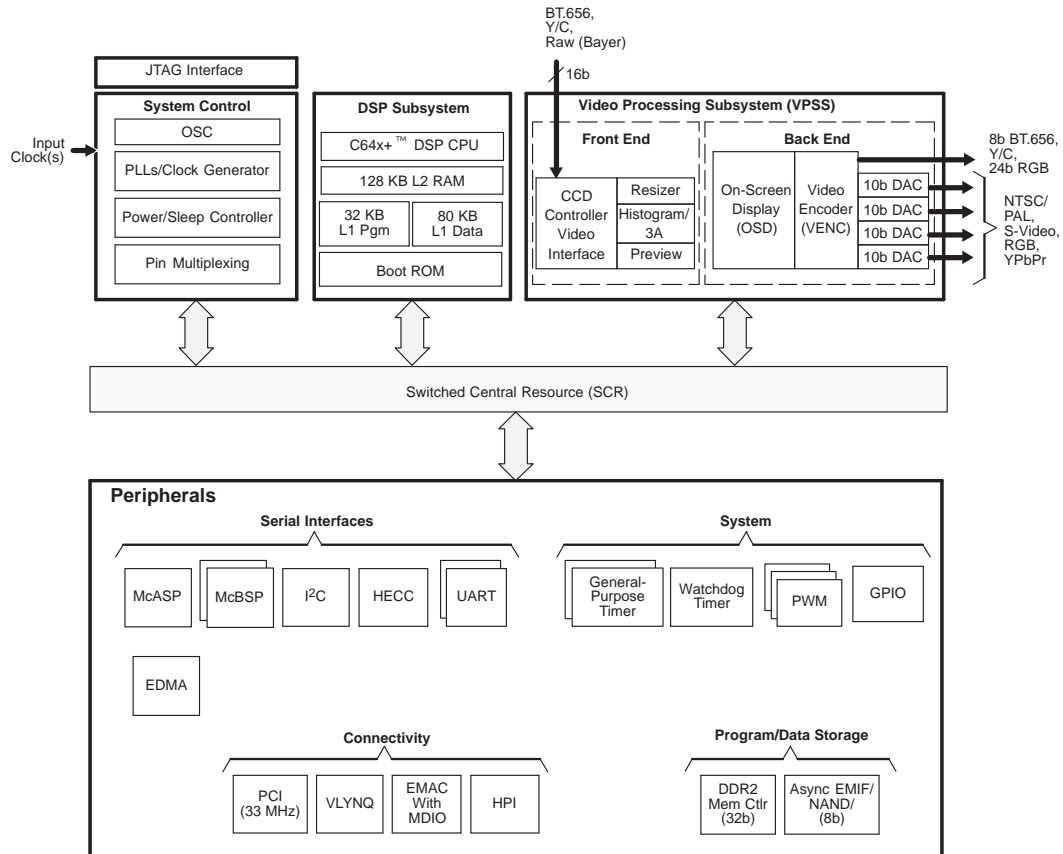 BT.656,
Y/C,
Raw (Bayer)
16b
JTAG Interface
System Control
OSC
PLLs/Clock Generator
Power/Sleep Controller
Pin Multiplexing
Input
Clock(s)
DSP Subsystem
C64x+™ DSP CPU
128 KB L2 RAM
32 KB
L1 Pgm
80 KB
L1 Data
Boot ROM
Video Processing Subsystem (VPSS)
Front End
CCD
Controller
Video
Interface
Resizer
Histogram/
3A
Preview
Back End
On-Screen
Display
(OSD)
Video
Encoder
(VENC)
10b DAC
10b DAC
10b DAC
10b DAC
8b BT.656,
Y/C,
24b RGB
NTSC/
PAL,
S-Video,
RGB,
YPbPr
Switched Central Resource (SCR)
Peripherals
Serial Interfaces
McASP
McBSP
I²C
HECC
UART
System
General-
Purpose
Timer
Watchdog
Timer
PWM
GPIO
EDMA
Connectivity
PCI
(33 MHz)
VLYNQ
EMAC
With
MDIO
HPI
Program/Data Storage
DDR2
Mem Ctlr
(32b)
Async EMIF/
NAND/
(8b)